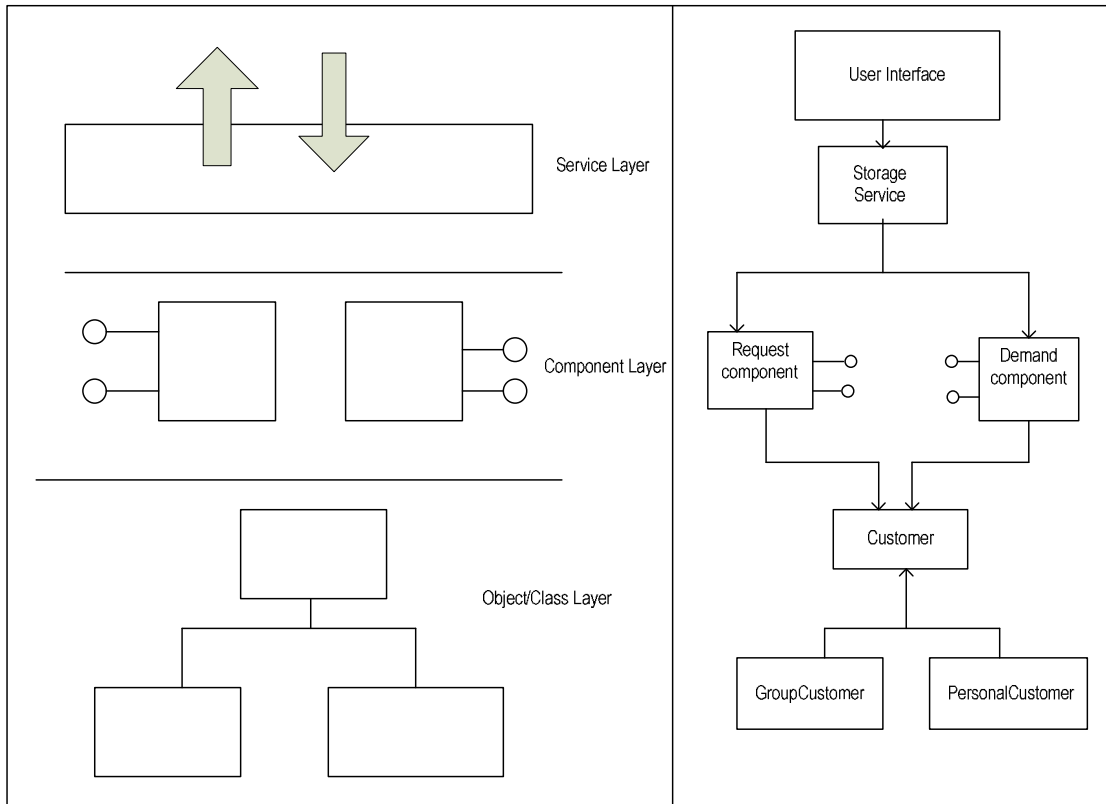 Service Layer
Component Layer
Object/Class Layer
User Interface
Storage
Service
Request
component
Demand
component
Customer
GroupCustomer
PersonalCustomer